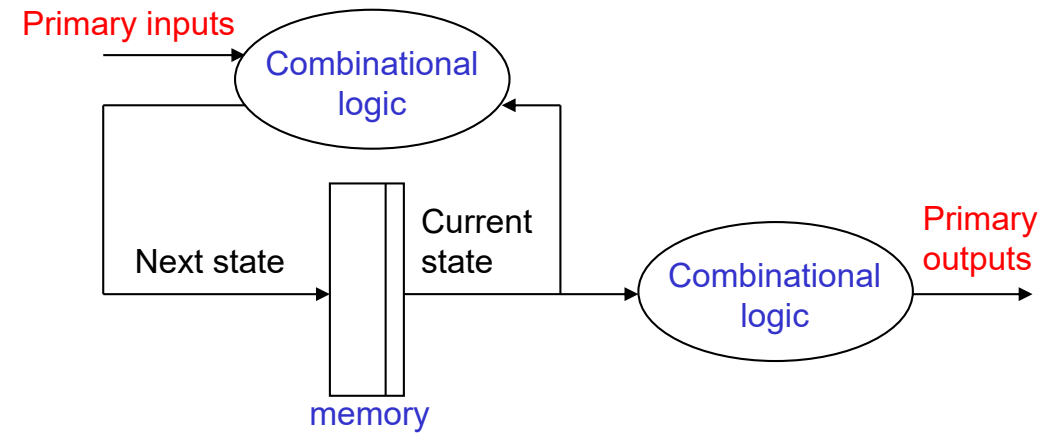 Primary inputs
Combinational
logic
Next state
Current
state
Combinational
logic
Primary
outputs
memory